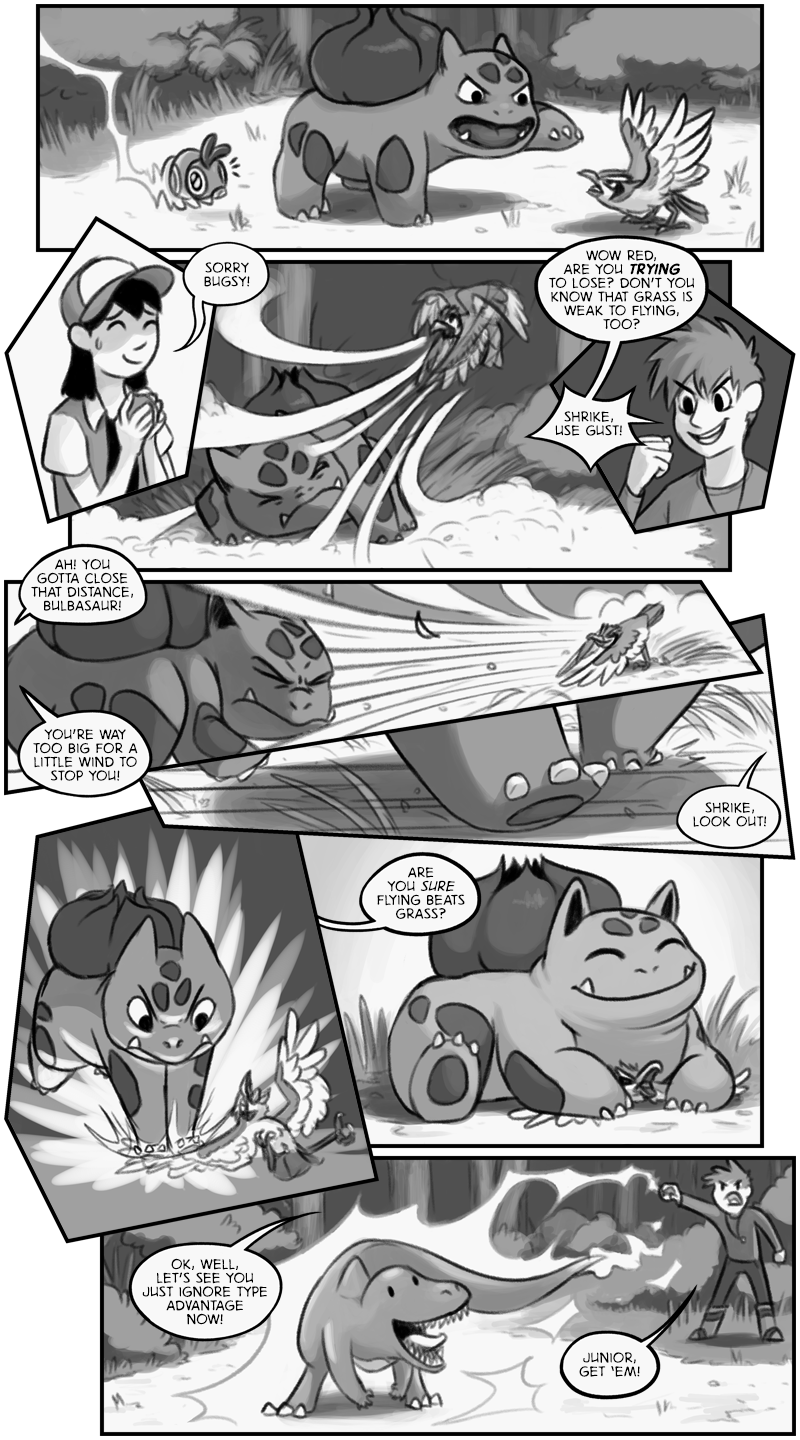 SORRY
BUGSY!
WOW RED,
ARE YOU TRYING
TO LOSE? DON'T YOU
KNOW THAT GRASS IS
WEAK TO FLYING,
TOO?
SHRIKE,
USE GUST!
AH! YOU
GOTTA CLOSE
THAT DISTANCE,
BULBASAUR!
YOU'RE WAY
TOO BIG FOR A
LITTLE WIND TO
STOP YOU!
SHRIKE,
LOOK OUT!
ARE
YOU SURE
FLYING BEATS
GRASS?
OK, WELL,
LET'S SEE YOU
JUST IGNORE TYPE
ADVANTAGE
NOW!
JUNIOR,
GET 'EM!